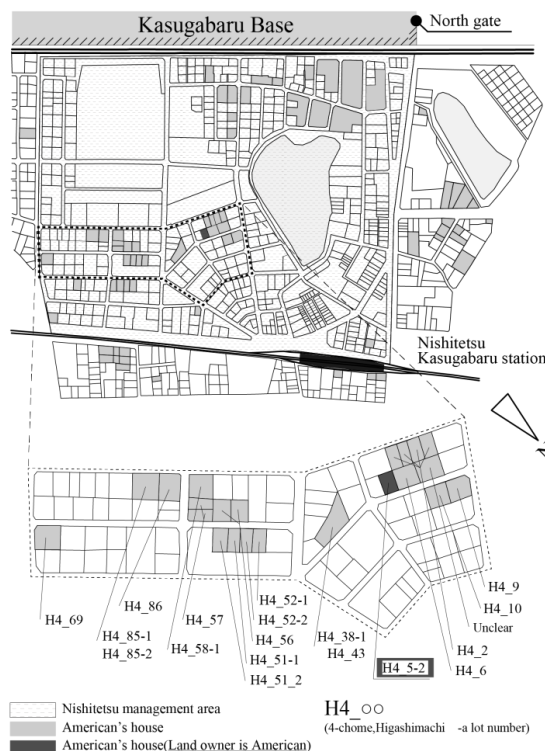 Kasugabaru Base
North gate
Nishitetsu
Kasugabaru station
N
H4_9
H4_10
Unclear
H4_2
H4_6
H4_5-2
H4_38-1
H4_43
H4_52-1
H4_52-2
H4_56
H4_51-1
H4_51_2
H4_57
H4_58-1
H4_86
H4_85-1
H4_85-2
H4_69
Nishitetsu management area
American's house
American's house(Land owner is American)
H4_○○
(4-chome,Higashimachi -a lot number)